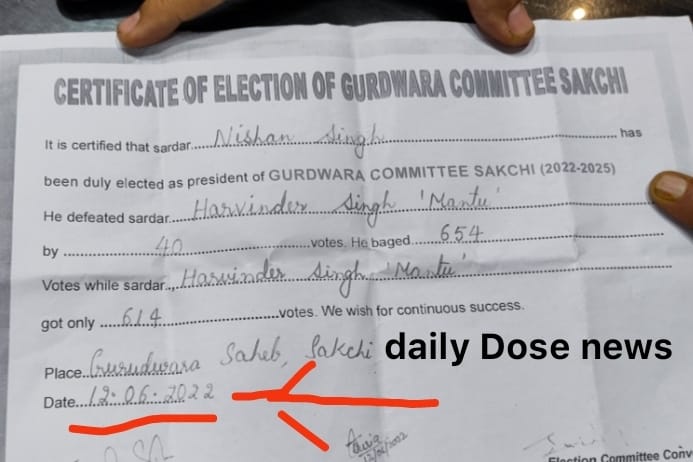 CERTIFICATE OF ELECTION OF GURDWARA COMMITTEE SAKCHI
It is certified that sardar....Nishan Singh....has
been duly elected as president of GURDWARA COMMITTEE SAKCHI (2022-2025)
He defeated sardar....Harvinder Singh 'Mantu'
by....40....votes. He baged....654
Votes while sardar....Harvinder Singh 'Mantu'
got only....614....votes. We wish for continuous success.
Place....Gurudwara Saheb, Sakchi
daily Dose news
Date....12.06.2022
Election Committee Conv